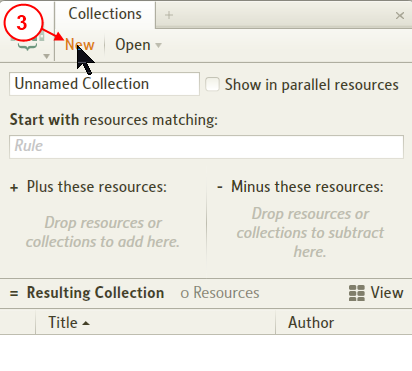 Collections + ×
3
New Open
Unnamed Collection Show in parallel resources
Start with resources matching:
Rule
+ Plus these resources: - Minus these resources:
Drop resources or
collections to add here.
Drop resources or
collections to subtract
here.
= Resulting Collection 0 Resources View
Title Author